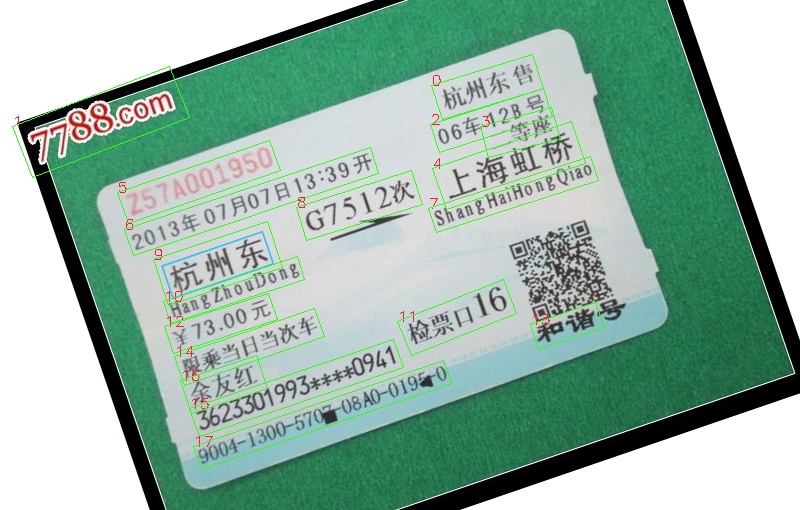 7788.com
杭州东售
Z57A001950
06车12B号
二等座
2013年07月07日13:39开
G7512次
上海虹桥
ShangHaiHongQiao
杭州东
HangZhouDong
¥73.00元
检票口16
限乘当日当次车
和谐号
余友红
3623301993****0941
9004-1300-5707-08A0-0195-0